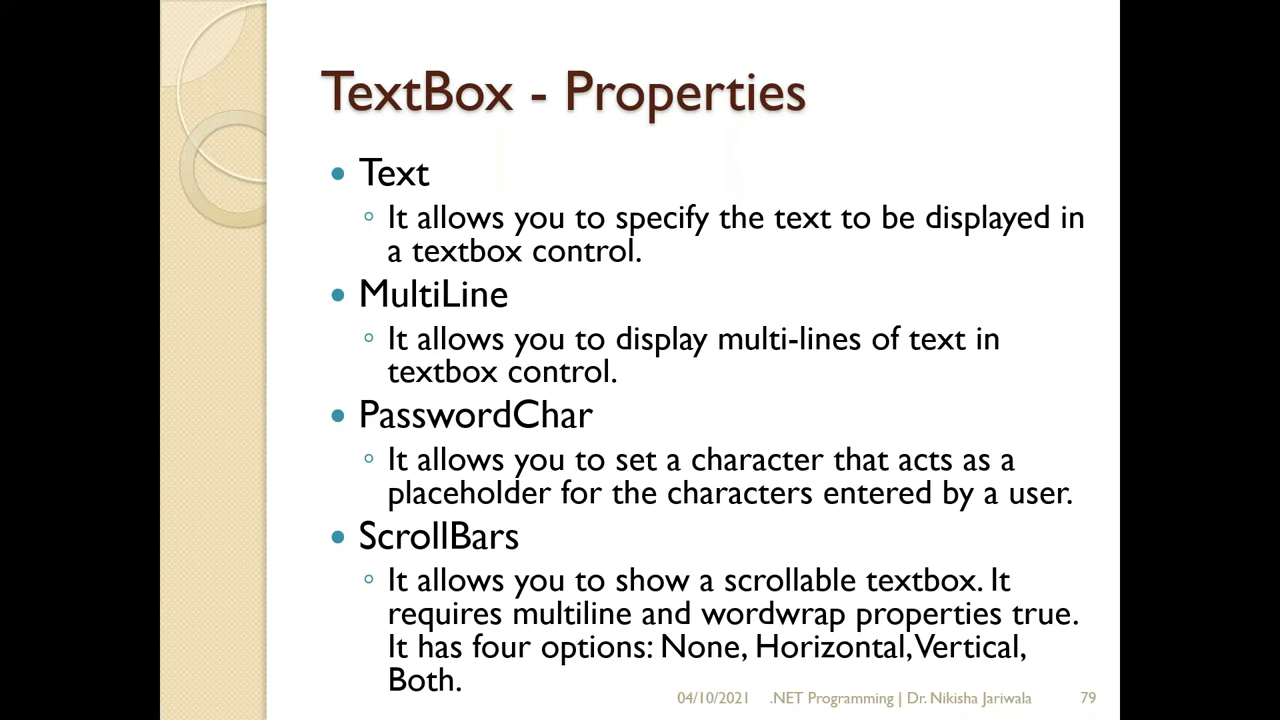 TextBox - Properties
• Text
◦ It allows you to specify the text to be displayed in
a textbox control.
• MultiLine
◦ It allows you to display multi-lines of text in
textbox control.
• PasswordChar
◦ It allows you to set a character that acts as a
placeholder for the characters entered by a user.
• ScrollBars
◦ It allows you to show a scrollable textbox. It
requires multiline and wordwrap properties true.
It has four options: None, Horizontal, Vertical,
Both.
04/10/2021 .NET Programming | Dr. Nikisha Jariwala 79